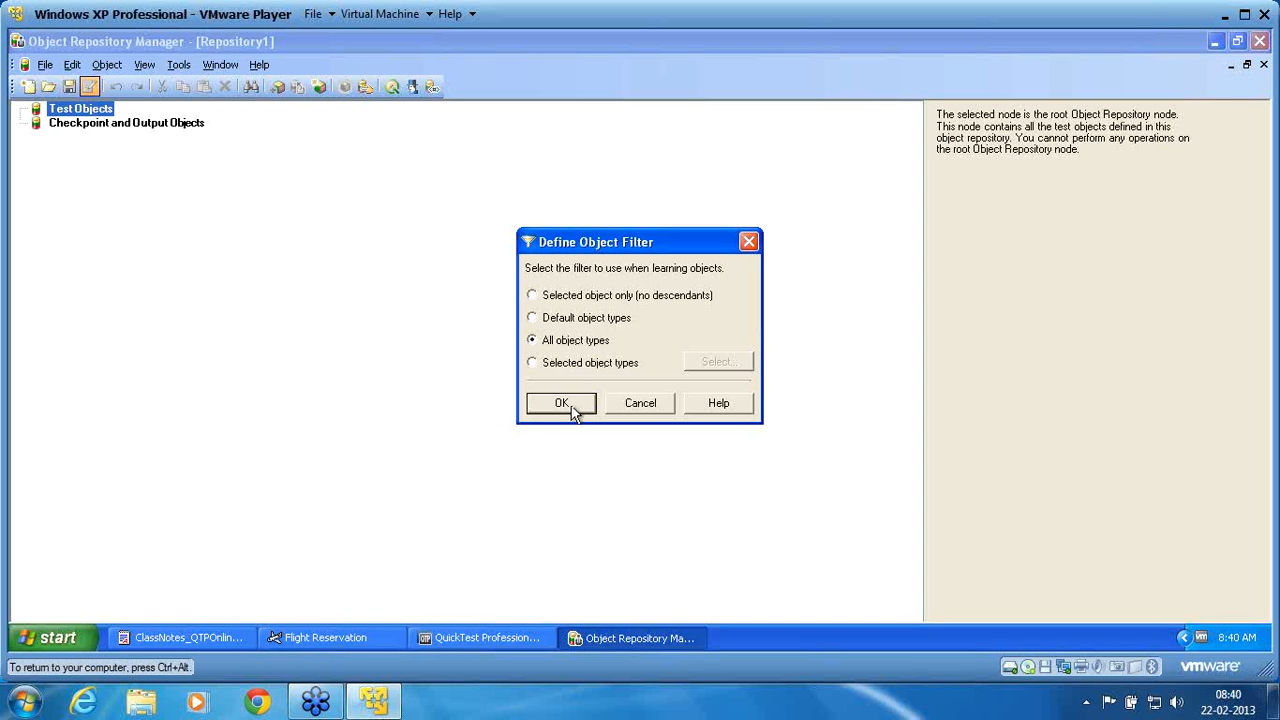 Windows XP Professional - VMware Player File Virtual Machine Help
Object Repository Manager - [Repository1]
File Edit Object View Tools Window Help
Test Objects
Checkpoint and Output Objects
The selected node is the root Object Repository node.
This node contains all the test objects defined in this
object repository. You cannot perform any operations on
the root Object Repository node.
Define Object Filter
Select the filter to use when learning objects.
Selected object only (no descendants)
Default object types
All object types
Selected object types
Select...
OK Cancel Help
start ClassNotes_QTPOnlin... Flight Reservation QuickTest Profession... Object Repository Ma... 8:40 AM
To return to your computer, press Ctrl+Alt.
vmware
08:40
22-02-2013